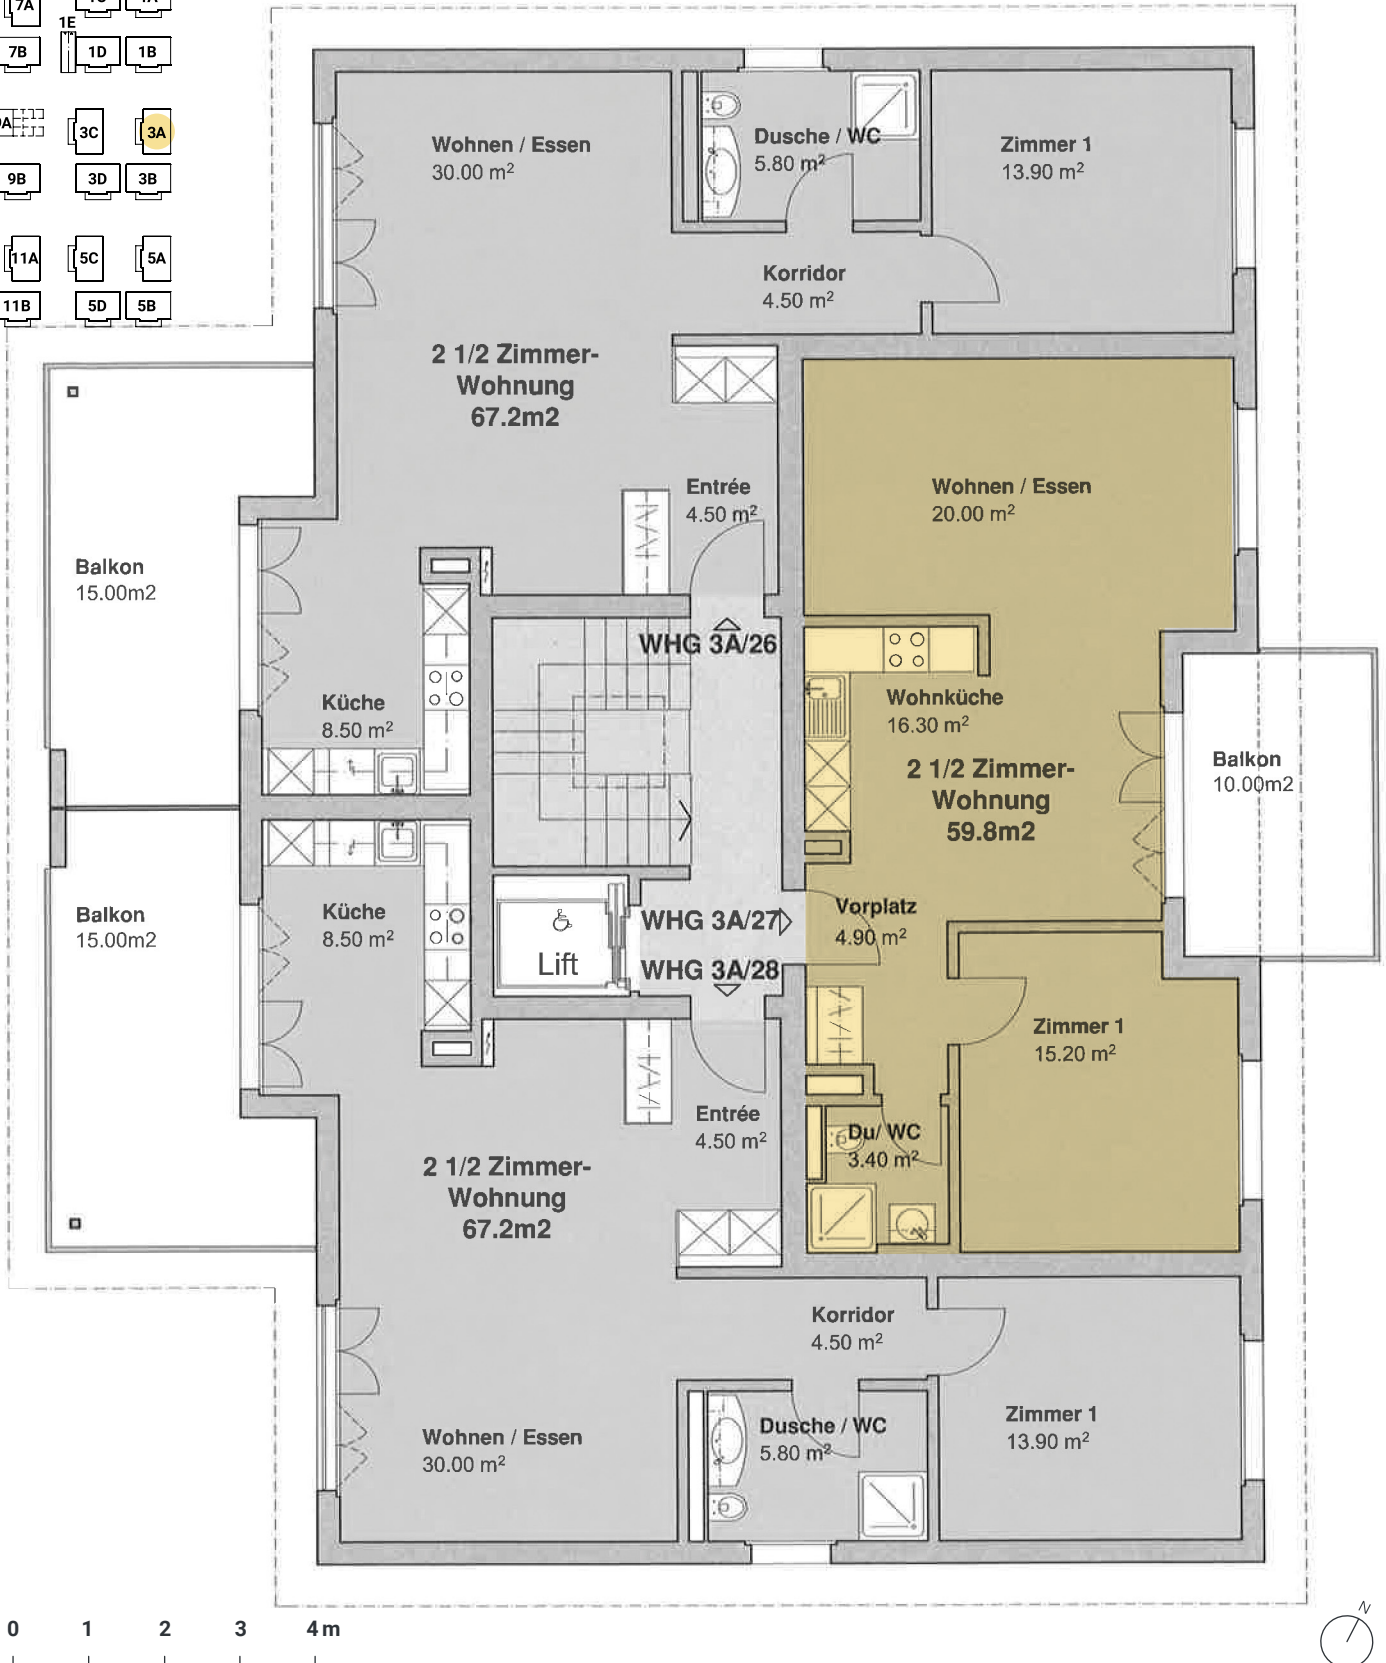 7A
1E
7B
1D
1B
3C
3A
9B
3D
3B
11A
5C
5A
11B
5D
5B
Wohnen / Essen
30.00 m²
Dusche / WC
5.80 m²
Zimmer 1
13.90 m²
Korridor
4.50 m²
2 1/2 Zimmer-
Wohnung
67.2m2
Entrée
4.50 m²
Wohnen / Essen
20.00 m²
Balkon
15.00m2
WHG 3A/26
Küche
8.50 m²
Wohnküche
16.30 m²
2 1/2 Zimmer-
Wohnung
59.8m2
Balkon
10.00m2
Balkon
15.00m2
Küche
8.50 m²
WHG 3A/27
Vorplatz
4.90 m²
Lift
WHG 3A/28
Zimmer 1
15.20 m²
Entrée
4.50 m²
Du/ WC
3.40 m²
2 1/2 Zimmer-
Wohnung
67.2m2
Korridor
4.50 m²
Wohnen / Essen
30.00 m²
Dusche / WC
5.80 m²
Zimmer 1
13.90 m²
0 1 2 3 4 m
N